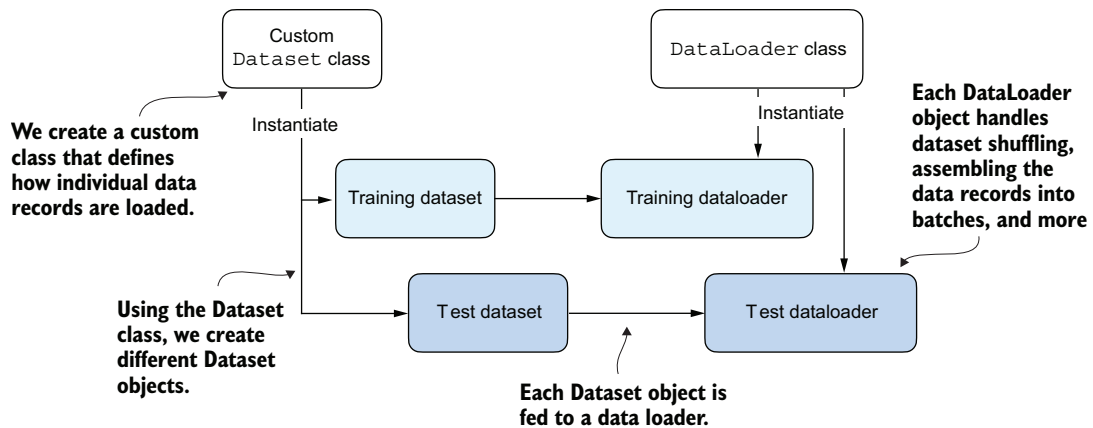 Custom
Dataset class
DataLoader class
Instantiate
Instantiate
We create a custom
class that defines
how individual data
records are loaded.
Each DataLoader
object handles
dataset shuffling,
assembling the
data records into
batches, and more
Training dataset
Training dataloader
Using the Dataset
class, we create
different Dataset
objects.
Test dataset
Test dataloader
Each Dataset object is
fed to a data loader.